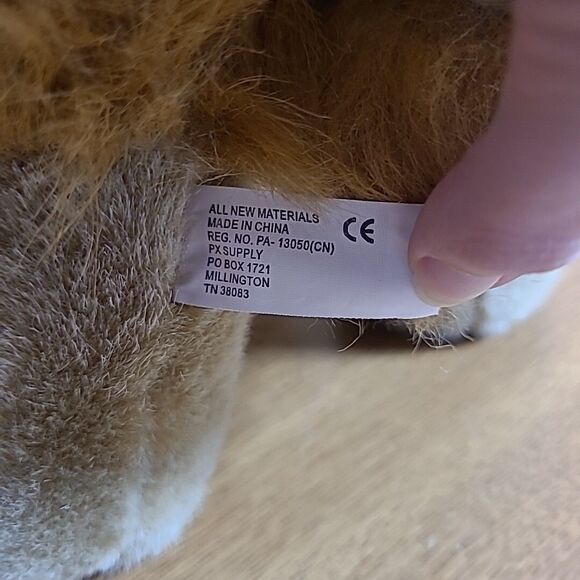 ALL NEW MATERIALS
MADE IN CHINA
REG. NO. PA- 13050(CN)
PX SUPPLY
PO BOX 1721
MILLINGTON
TN 38083
CE